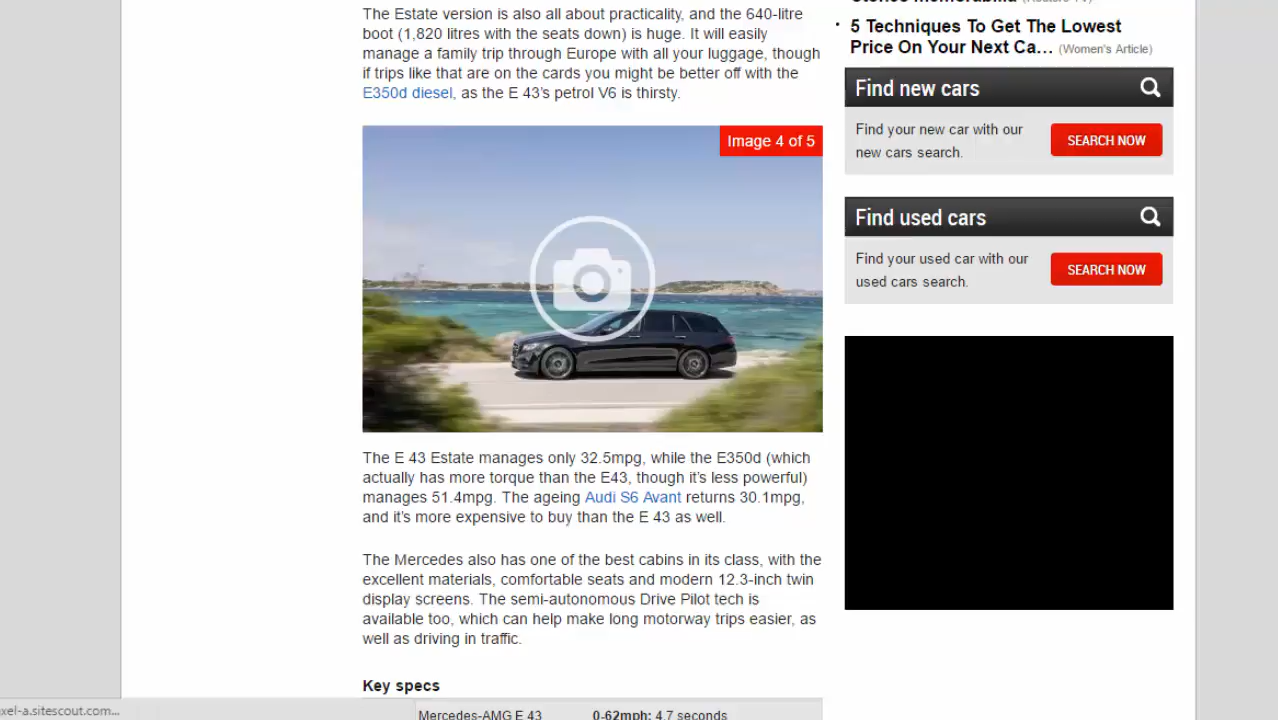 The Estate version is also all about practicality, and the 640-litre
boot (1,820 litres with the seats down) is huge. It will easily
manage a family trip through Europe with all your luggage, though
if trips like that are on the cards you might be better off with the
E350d diesel, as the E 43's petrol V6 is thirsty.
Image 4 of 5
The E 43 Estate manages only 32.5mpg, while the E350d (which
actually has more torque than the E43, though it's less powerful)
manages 51.4mpg. The ageing Audi S6 Avant returns 30.1mpg,
and it's more expensive to buy than the E 43 as well.
The Mercedes also has one of the best cabins in its class, with the
excellent materials, comfortable seats and modern 12.3-inch twin
display screens. The semi-autonomous Drive Pilot tech is
available too, which can help make long motorway trips easier, as
well as driving in traffic.
Key specs
Mercedes-AMG E 43 0-62mph: 4.7 seconds
5 Techniques To Get The Lowest
Price On Your Next Ca... (Women's Article)
Find new cars
Find your new car with our
new cars search.
SEARCH NOW
Find used cars
Find your used car with our
used cars search.
SEARCH NOW
xel-a.sitescout.com...